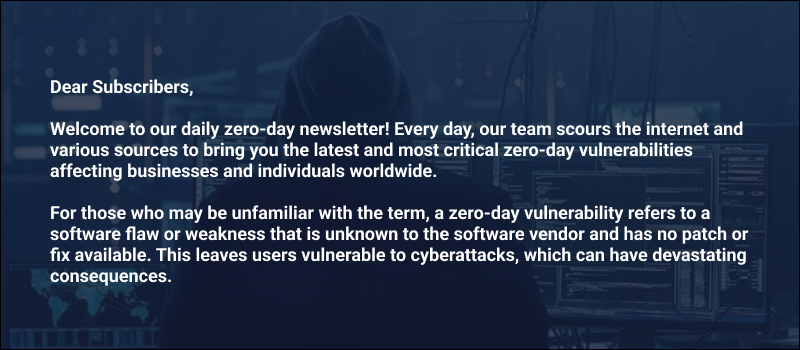 Dear Subscribers,
Welcome to our daily zero-day newsletter! Every day, our team scours the internet and
various sources to bring you the latest and most critical zero-day vulnerabilities
affecting businesses and individuals worldwide.
For those who may be unfamiliar with the term, a zero-day vulnerability refers to a
software flaw or weakness that is unknown to the software vendor and has no patch or
fix available. This leaves users vulnerable to cyberattacks, which can have devastating
consequences.